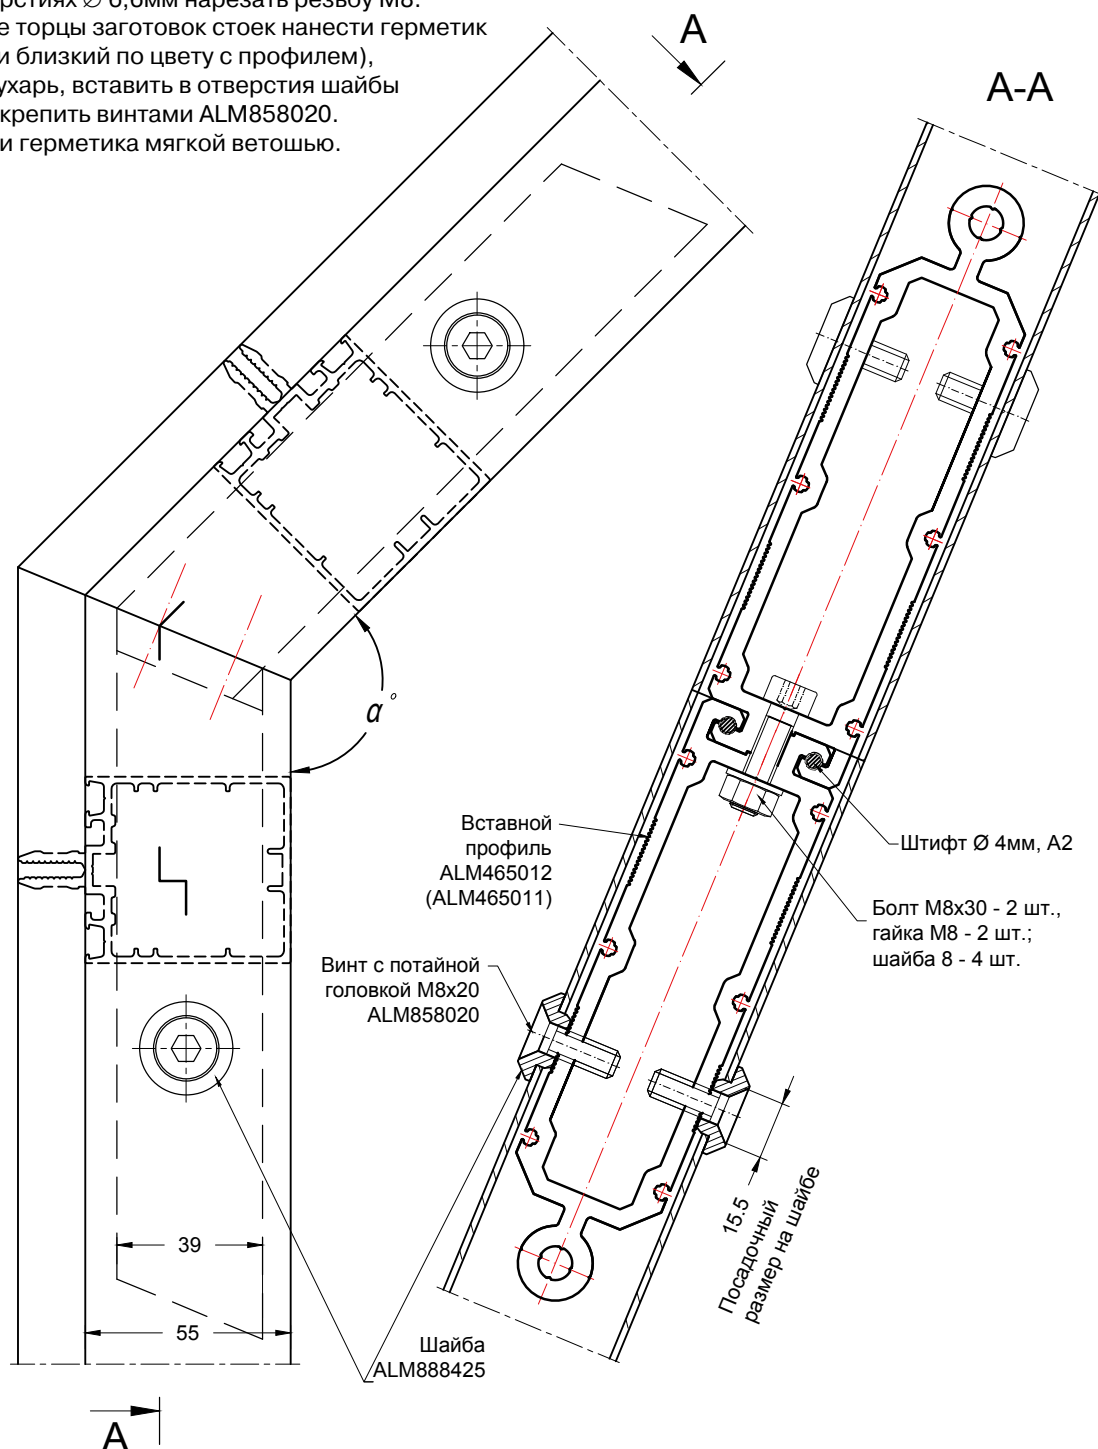 Ø 6,6мм нарезать резьбу М8.
е торцы заготовок стоек нанести герметик
и близкий по цвету с профилем),
ухарь, вставить в отверстия шайбы
крепить винтами ALM858020.
и герметика мягкой ветошью.
A
A-A
α°
Вставной
профиль
ALM465012
(ALM465011)
Штифт Ø 4мм, А2
Болт М8х30 - 2 шт.,
гайка М8 - 2 шт.;
шайба 8 - 4 шт.
Винт с потайной
головкой М8х20
ALM858020
15.5
Посадочный
размер на шайбе
39
55
Шайба
ALM888425
A